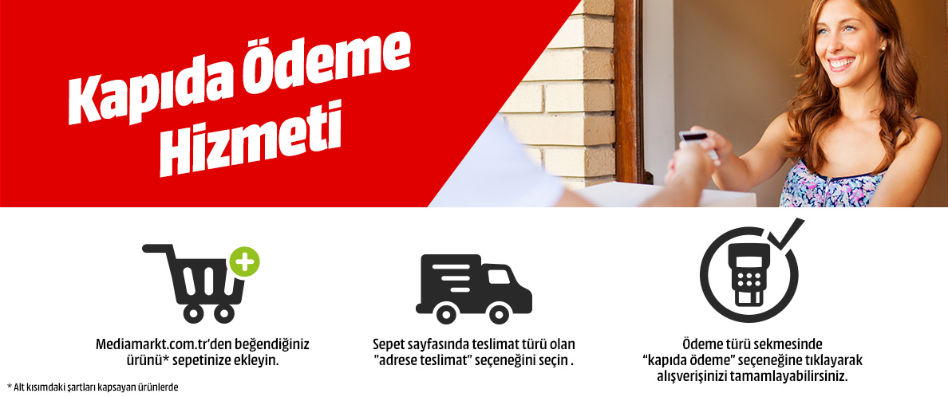 Kapıda Ödeme
Hizmeti
Mediamarkt.com.tr'den beğendiğiniz
ürünü* sepetinize ekleyin.
Sepet sayfasında teslimat türü olan
"adrese teslimat" seçeneğini seçin .
Ödeme türü sekmesinde
“kapıda ödeme” seçeneğine tıklayarak
alışverişinizi tamamlayabilirsiniz.
* Alt kısımdaki şartları kapsayan ürünlerde